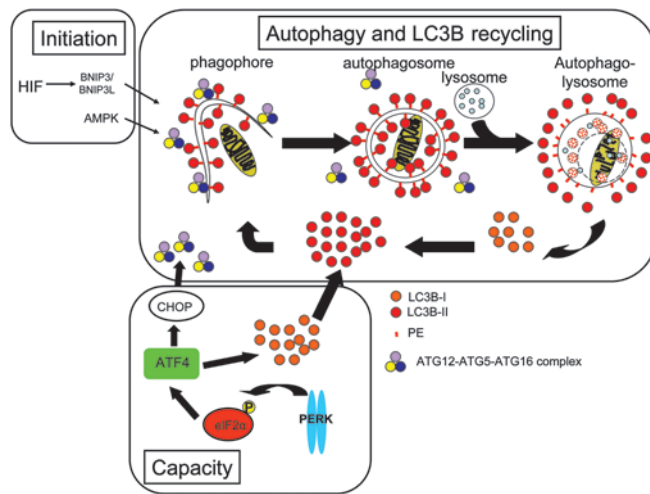 Initiation
HIF
BNIP3/
BNIP3L
AMPK
Autophagy and LC3B recycling
phagophore
autophagosome
lysosome
Autophago-
lysosome
CHOP
ATF4
eIF2α
P
PERK
Capacity
LC3B-I
LC3B-II
PE
ATG12-ATG5-ATG16 complex